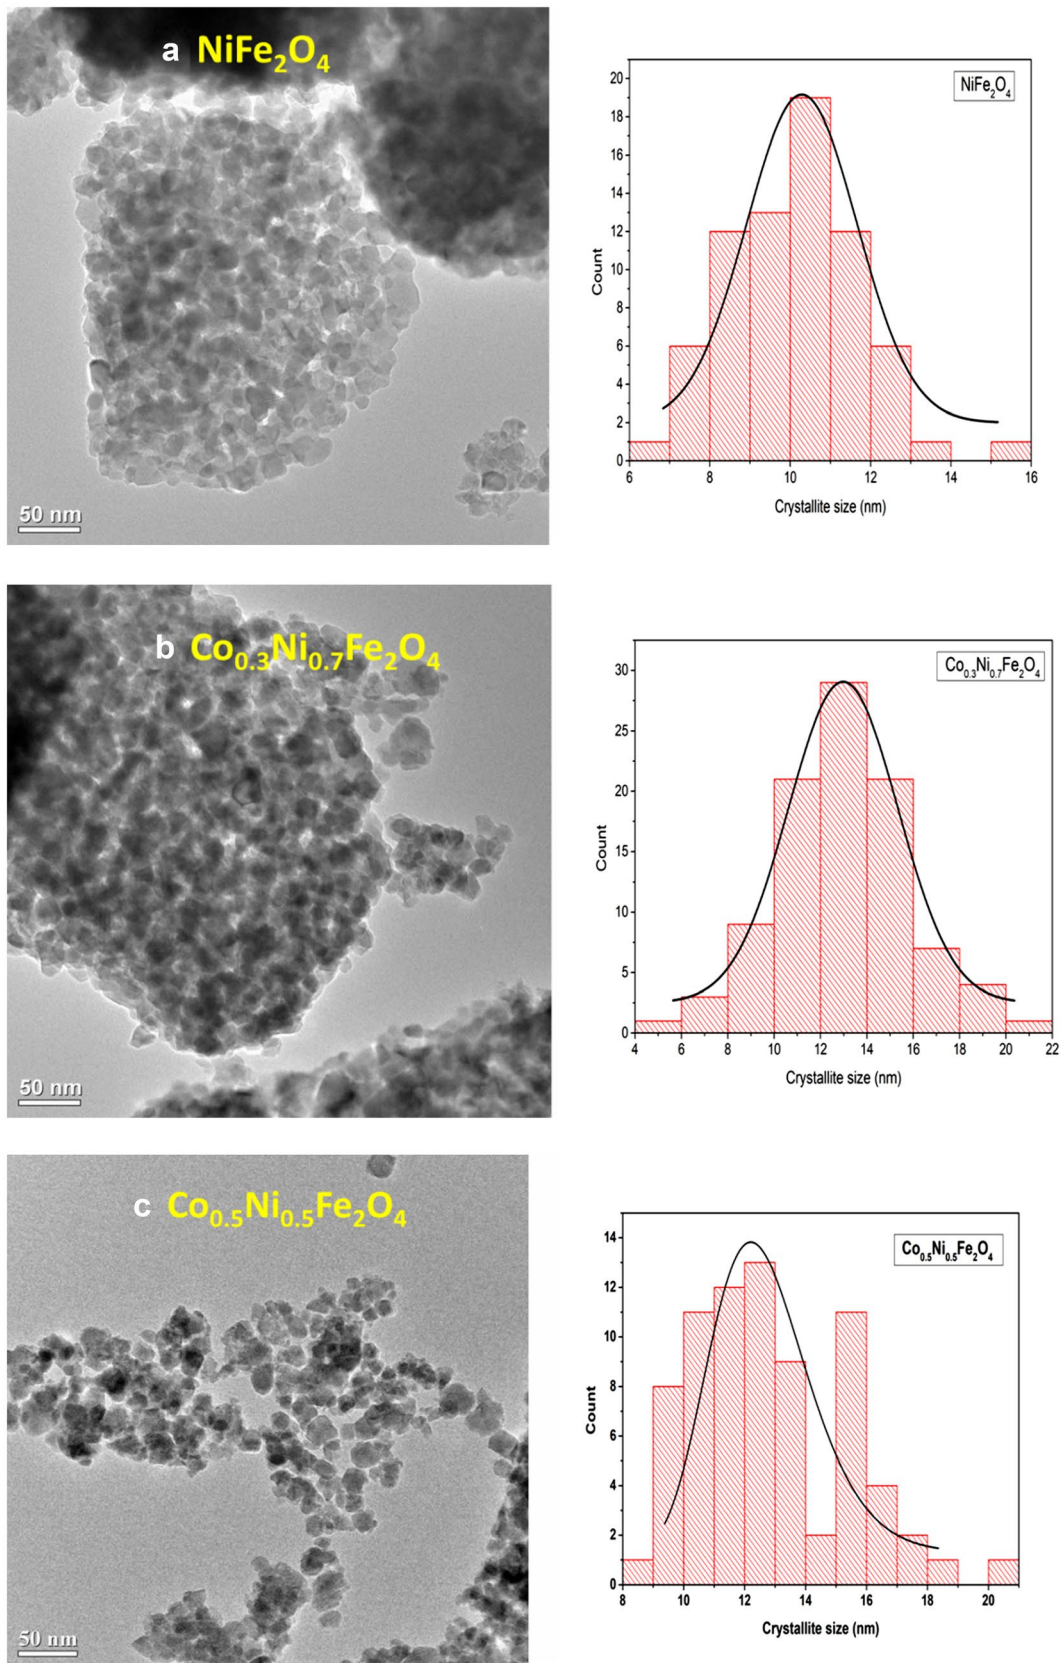 a NiFe₂O₄
50 nm
NiFe₂O₄
20
18
16
14
12
10
8
6
4
2
0
Count
6 8 10 12 14 16
Crystallite size (nm)
b Co₀.₃Ni₀.₇Fe₂O₄
50 nm
Co₀.₃Ni₀.₇Fe₂O₄
30
25
20
15
10
5
0
Count
4 6 8 10 12 14 16 18 20 22
Crystallite size (nm)
c Co₀.₅Ni₀.₅Fe₂O₄
50 nm
Co₀.₅Ni₀.₅Fe₂O₄
14
12
10
8
6
4
2
0
Count
8 10 12 14 16 18 20
Crystallite size (nm)